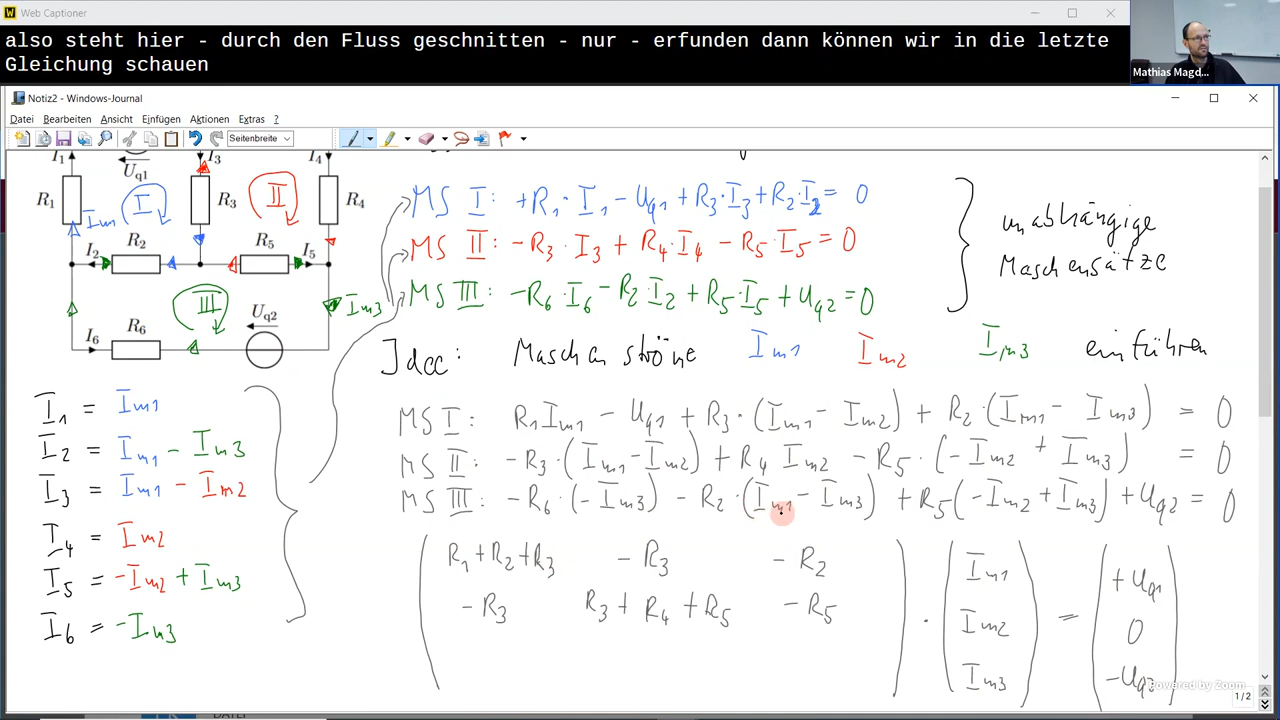 Web Captioner
also steht hier - durch den Fluss geschnitten - nur - erfunden dann können wir in die letzte
Gleichung schauen
Mathias Magd...
Notiz2 - Windows-Journal
Datei Bearbeiten Ansicht Einfügen Aktionen Extras ?
Seitenbreite
I1 Uq1 I3 I4
R1 I R3 II R4
Im1
I2 R2 R5 I5
III Im3
R6 Uq2
I6
MS I: +R1·I1 - Uq1 + R3·I3 + R2·I2 = 0
MS II: -R3·I3 + R4·I4 - R5·I5 = 0
MS III: -R6·I6 - R2·I2 + R5·I5 + Uq2 = 0
unabhängige
Maschensätze
Idee: Maschenströme Im1 Im2 Im3 einführen
I1 = Im1
I2 = Im1 - Im3
I3 = Im1 - Im2
I4 = Im2
I5 = -Im2 + Im3
I6 = -Im3
MS I: R1 Im1 - Uq1 + R3·(Im1 - Im2) + R2·(Im1 - Im3) = 0
MS II: -R3·(Im1 - Im2) + R4 Im2 - R5·(-Im2 + Im3) = 0
MS III: -R6·(-Im3) - R2·(Im1 - Im3) + R5(-Im2 + Im3) + Uq2 = 0
R1+R2+R3 -R3 -R2 Im1 +Uq1
-R3 R3+R4+R5 -R5 · Im2 = 0
Im3 -Uq2
Powered by Zoom
1/2